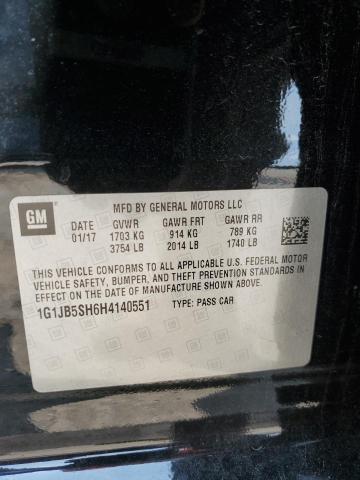 GM
MFD BY GENERAL MOTORS LLC
DATE GVWR GAWR FRT GAWR RR
01/17 1703 KG 914 KG 789 KG
3754 LB 2014 LB 1740 LB
THIS VEHICLE CONFORMS TO ALL APPLICABLE U.S. FEDERAL
VEHICLE SAFETY, BUMPER, AND THEFT PREVENTION STANDARDS
IN EFFECT ON THE DATE OF MANUFACTURE SHOWN ABOVE.
1G1JB5SH6H4140551 TYPE: PASS CAR